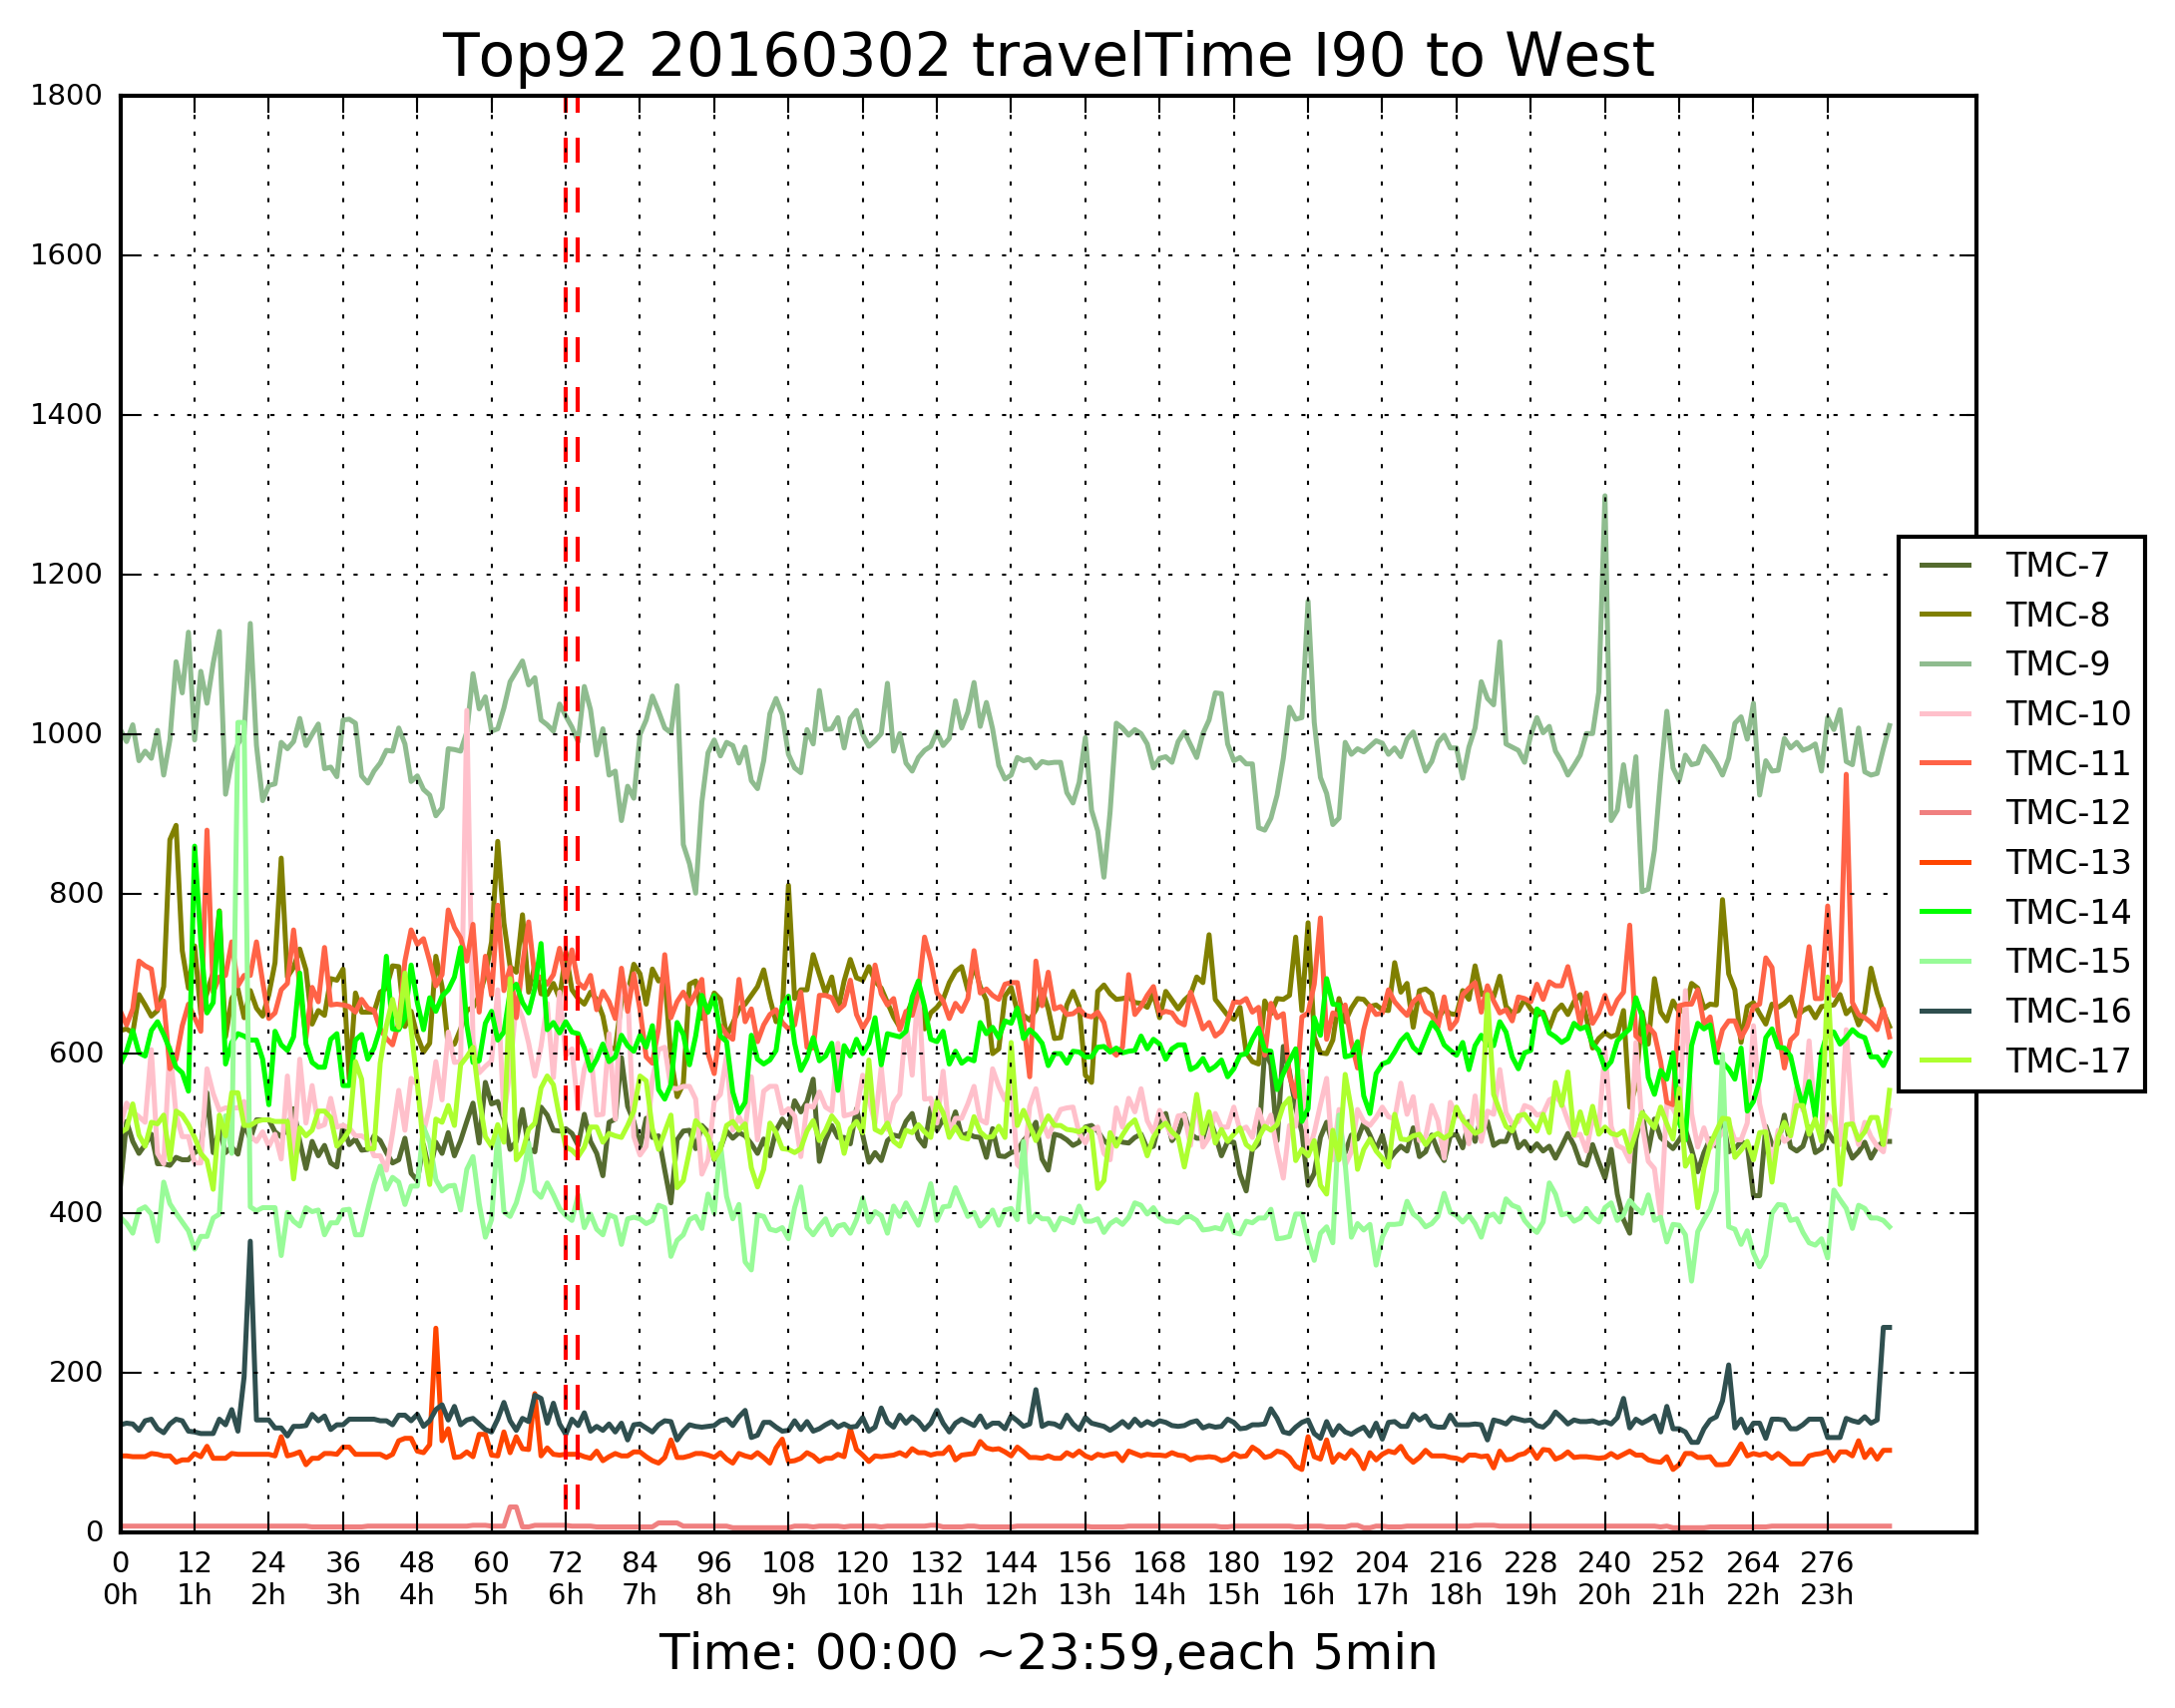 Top92 20160302 travelTime I90 to West
1800
1600
1400
1200
1000
800
600
400
200
0
TMC-7
TMC-8
TMC-9
TMC-10
TMC-11
TMC-12
TMC-13
TMC-14
TMC-15
TMC-16
TMC-17
0 12 24 36 48 60 72 84 96 108 120 132 144 156 168 180 192 204 216 228 240 252 264 276
0h 1h 2h 3h 4h 5h 6h 7h 8h 9h 10h 11h 12h 13h 14h 15h 16h 17h 18h 19h 20h 21h 22h 23h
Time: 00:00 ~23:59,each 5min